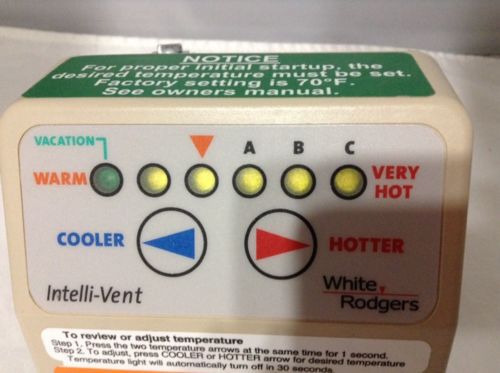 NOTICE
For proper initial startup, the
desired temperature must be set.
Factory setting is 70°F.
See owners manual.
VACATION
A B C
WARM
VERY
HOT
COOLER
HOTTER
Intelli-Vent
White
Rodgers
To review or adjust temperature
Step 1. Press the two temperature arrows at the same time for 1 second.
Step 2. To adjust, press COOLER or HOTTER arrow for desired temperature
Temperature light will automatically turn off in 30 seconds